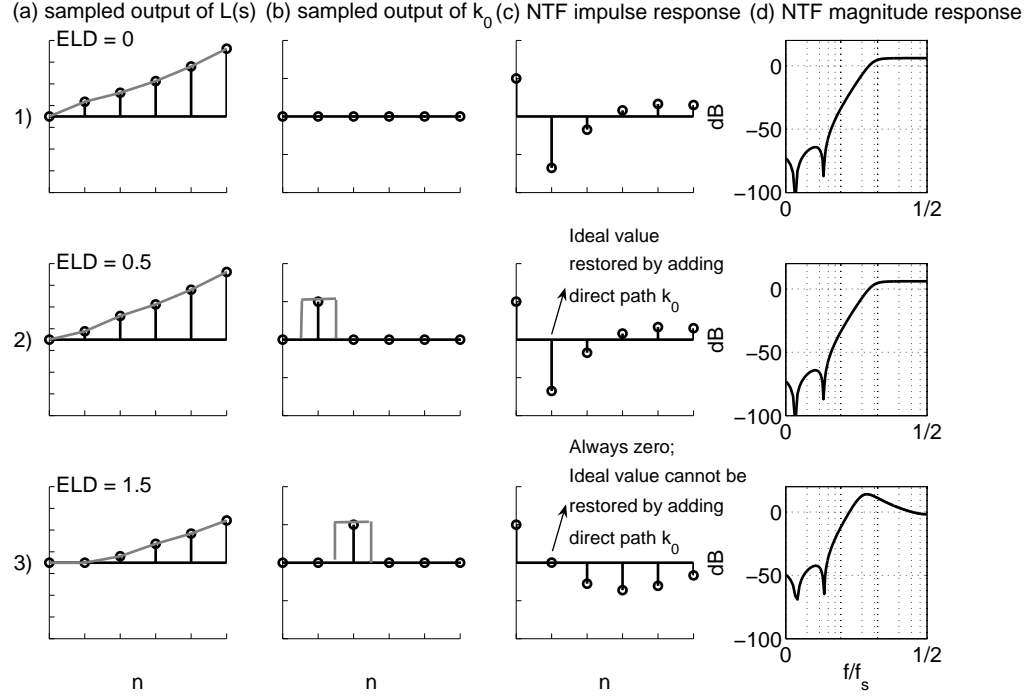 (a) sampled output of L(s)
(b) sampled output of k0
(c) NTF impulse response
(d) NTF magnitude response
1)
ELD = 0
dB
0
−50
−100
0
1/2
2)
ELD = 0.5
Ideal value
restored by adding
direct path k0
dB
0
−50
−100
0
1/2
3)
ELD = 1.5
Always zero;
Ideal value cannot be
restored by adding
direct path k0
dB
0
−50
−100
0
1/2
n
n
n
f/fs